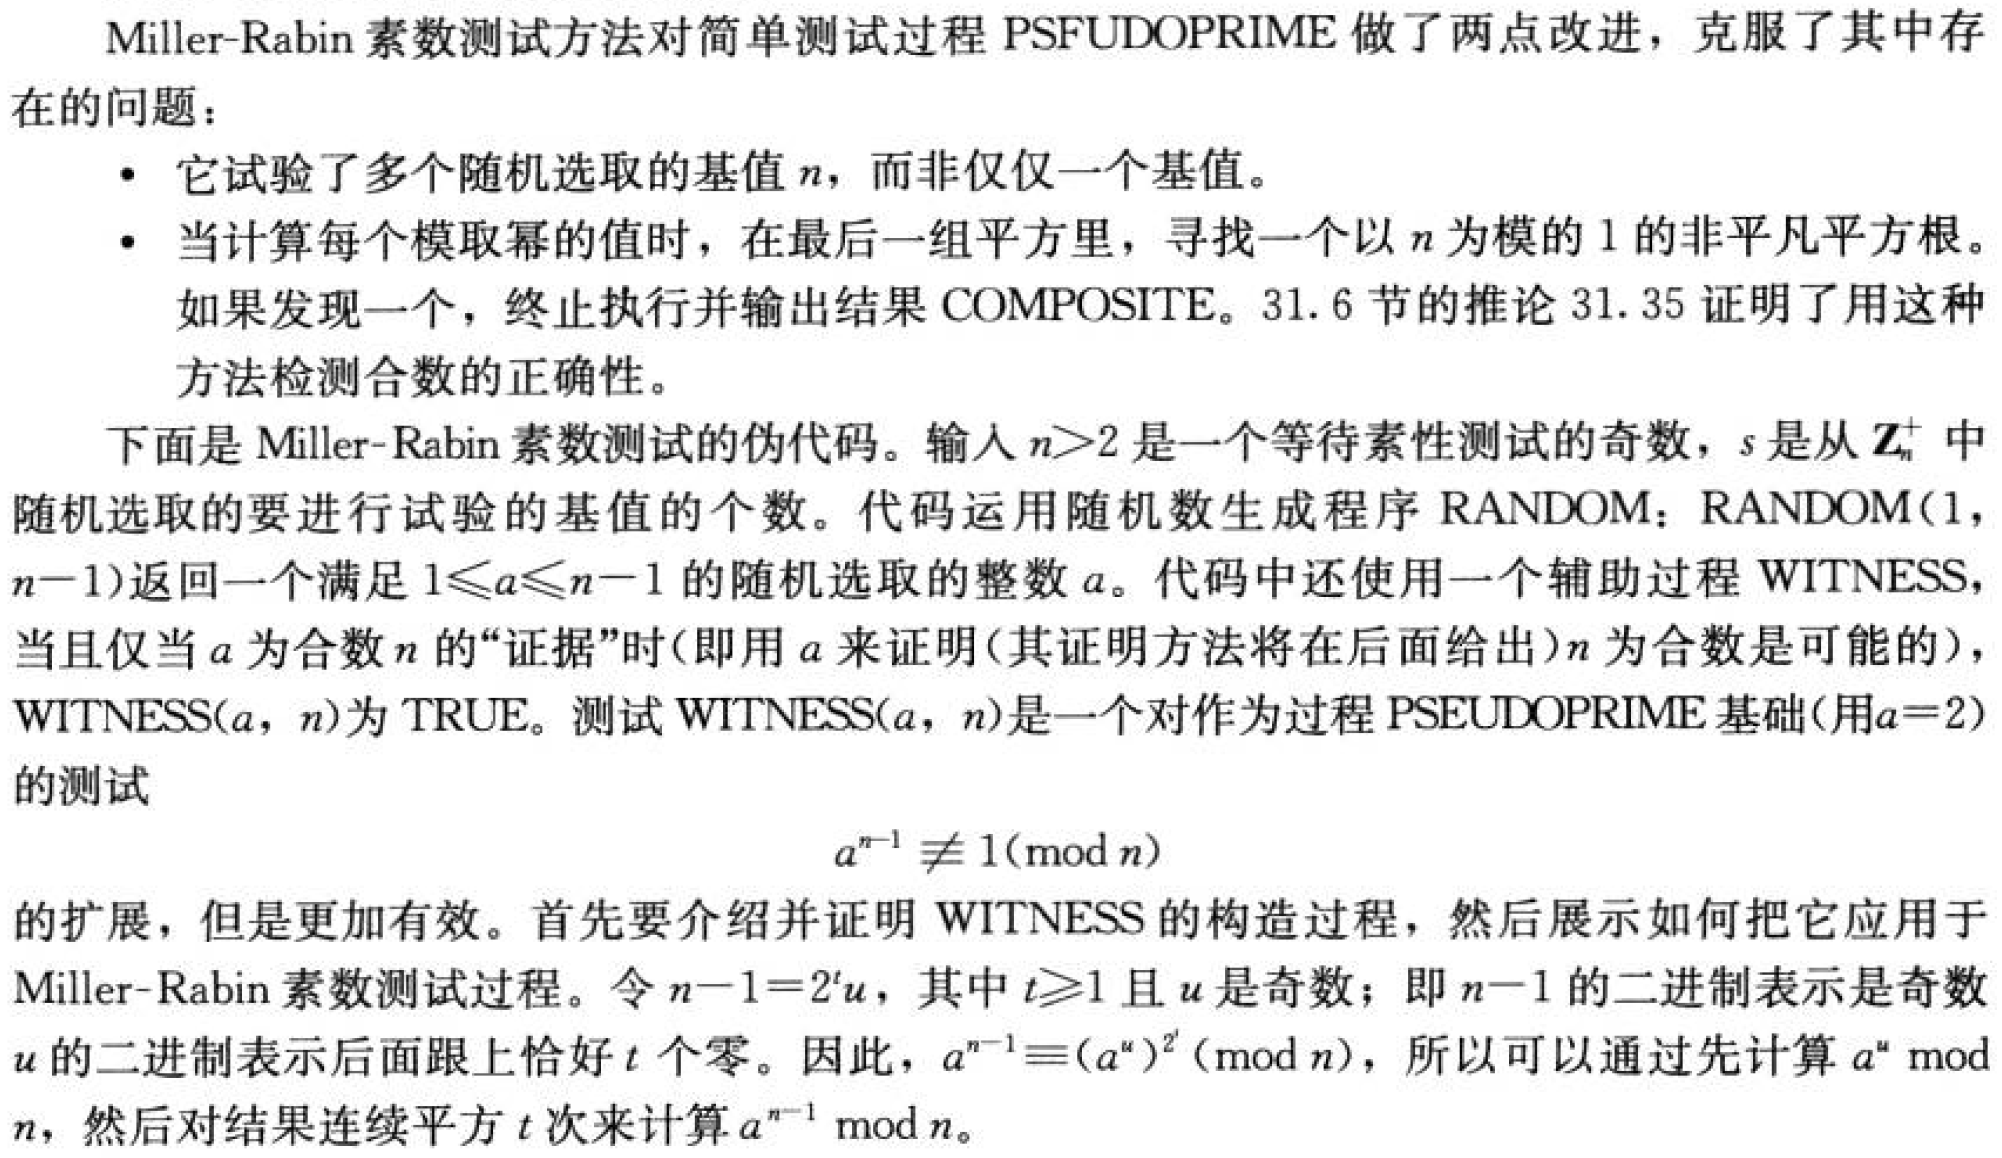 Miller-Rabin 素数测试方法对简单测试过程 PSFUDOPRIME 做了两点改进，克服了其中存
在的问题：
• 它试验了多个随机选取的基值 n，而非仅仅一个基值。
• 当计算每个模取幂的值时，在最后一组平方里，寻找一个以 n 为模的 1 的非平凡平方根。
如果发现一个，终止执行并输出结果 COMPOSITE。31.6 节的推论 31.35 证明了用这种
方法检测合数的正确性。
下面是 Miller-Rabin 素数测试的伪代码。输入 n>2 是一个等待素性测试的奇数，s 是从 Zₙ⁺ 中
随机选取的要进行试验的基值的个数。代码运用随机数生成程序 RANDOM：RANDOM(1，
n−1)返回一个满足 1≤a≤n−1 的随机选取的整数 a。代码中还使用一个辅助过程 WITNESS，
当且仅当 a 为合数 n 的“证据”时(即用 a 来证明(其证明方法将在后面给出)n 为合数是可能的)，
WITNESS(a，n)为 TRUE。测试 WITNESS(a，n)是一个对作为过程 PSEUDOPRIME 基础(用a=2)
的测试
aⁿ⁻¹ ≢ 1(mod n)
的扩展，但是更加有效。首先要介绍并证明 WITNESS 的构造过程，然后展示如何把它应用于
Miller-Rabin 素数测试过程。令 n−1=2ᵗu，其中 t≥1 且 u 是奇数；即 n−1 的二进制表示是奇数
u 的二进制表示后面跟上恰好 t 个零。因此，aⁿ⁻¹≡(aᵘ)^{2^t}(mod n)，所以可以通过先计算 aᵘ mod
n，然后对结果连续平方 t 次来计算 aⁿ⁻¹ mod n。